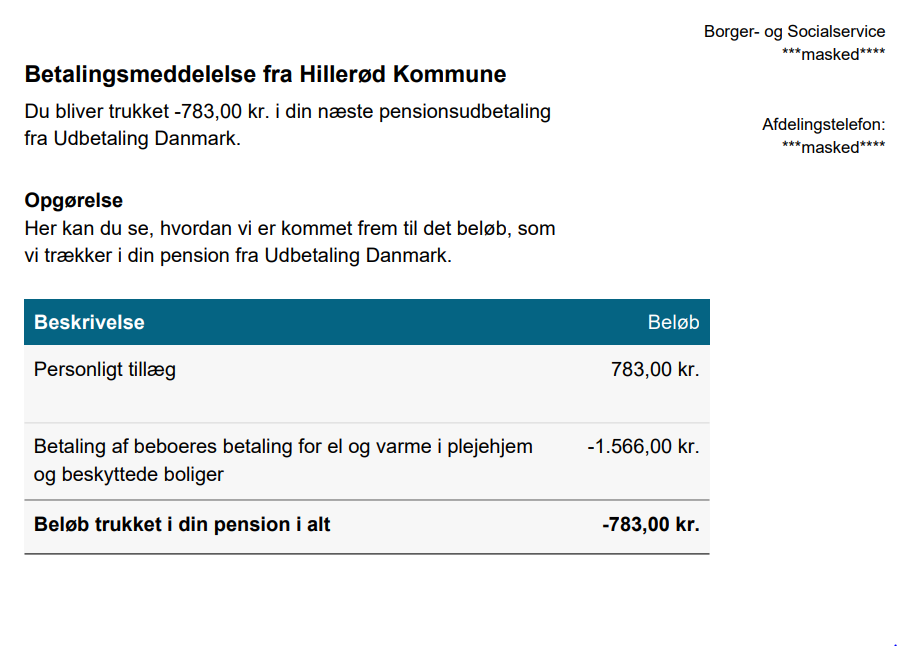 Borger- og Socialservice
***masked****
Betalingsmeddelelse fra Hillerød Kommune
Du bliver trukket -783,00 kr. i din næste pensionsudbetaling
fra Udbetaling Danmark.
Afdelingstelefon:
***masked****
Opgørelse
Her kan du se, hvordan vi er kommet frem til det beløb, som
vi trækker i din pension fra Udbetaling Danmark.
Beskrivelse Beløb
Personligt tillæg 783,00 kr.
Betaling af beboeres betaling for el og varme i plejehjem -1.566,00 kr.
og beskyttede boliger
Beløb trukket i din pension i alt -783,00 kr.